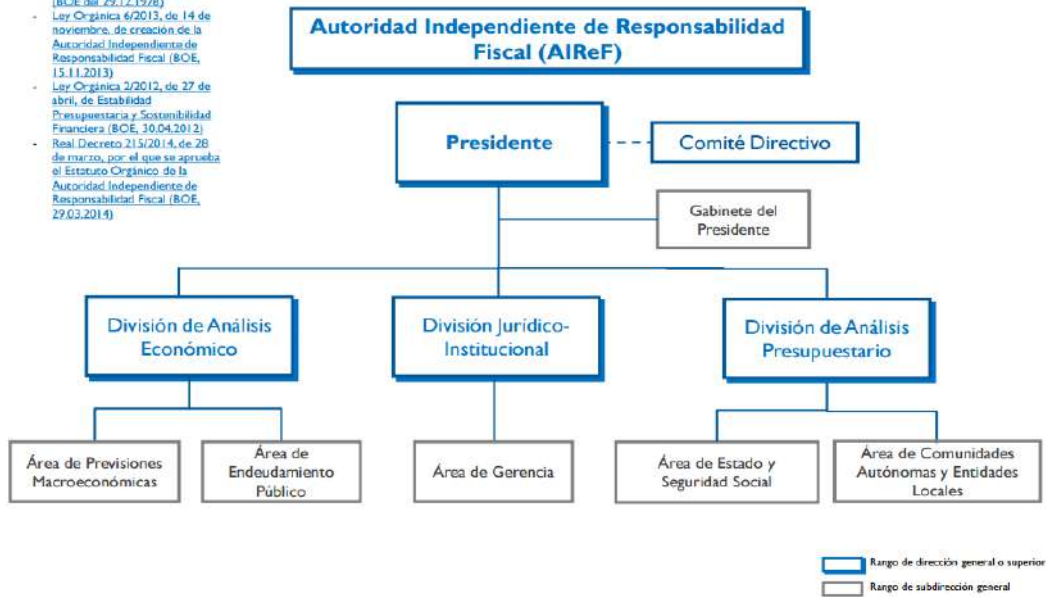 (BOE del 29.12.1978)
- Ley Orgánica 6/2013, de 14 de
noviembre, de creación de la
Autoridad Independiente de
Responsabilidad Fiscal (BOE,
15.11.2013)
- Ley Orgánica 2/2012, de 27 de
abril, de Estabilidad
Presupuestaria y Sostenibilidad
Financiera (BOE, 30.04.2012)
- Real Decreto 215/2014, de 28
de marzo, por el que se aprueba
el Estatuto Orgánico de la
Autoridad Independiente de
Responsabilidad Fiscal (BOE,
29.03.2014)
Autoridad Independiente de Responsabilidad
Fiscal (AIReF)
Presidente
Comité Directivo
Gabinete del
Presidente
División de Análisis
Económico
División Jurídico-
Institucional
División de Análisis
Presupuestario
Área de Previsiones
Macroeconómicas
Área de
Endeudamiento
Público
Área de Gerencia
Área de Estado y
Seguridad Social
Área de Comunidades
Autónomas y Entidades
Locales
Rango de dirección general o superior
Rango de subdirección general